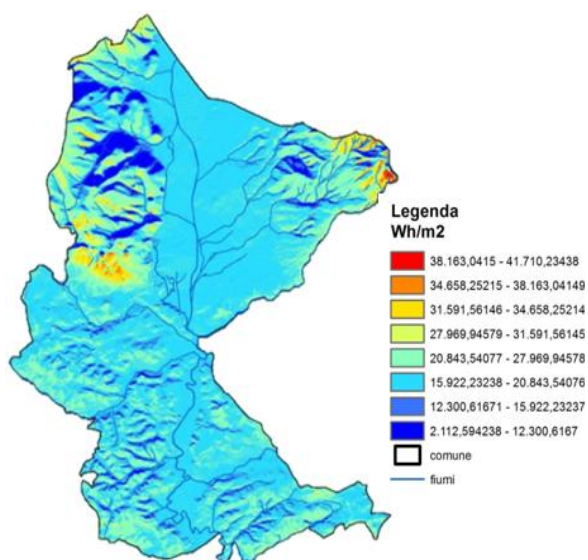 Legenda
Wh/m2
38.163,0415 - 41.710,23438
34.658,25215 - 38.163,04149
31.591,56146 - 34.658,25214
27.969,94579 - 31.591,56145
20.843,54077 - 27.969,94578
15.922,23238 - 20.843,54076
12.300,61671 - 15.922,23237
2.112,594238 - 12.300,6167
comune
fiumi